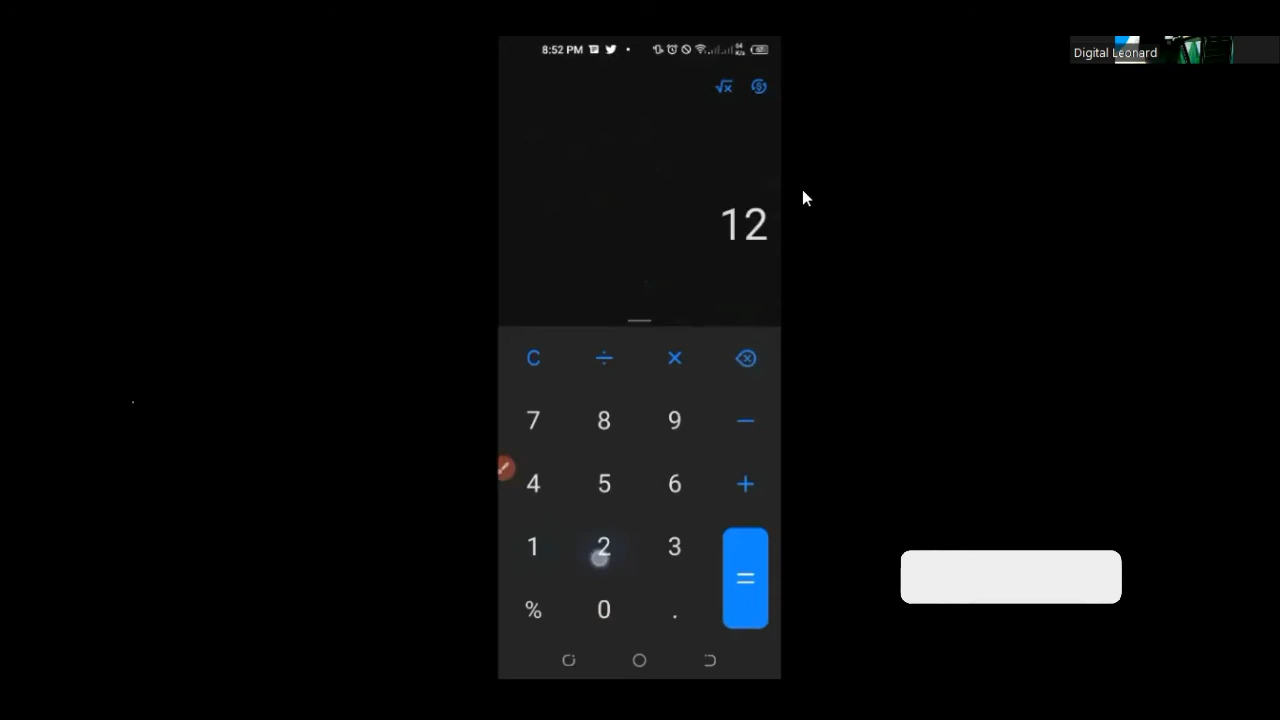 8:52 PM
Digital Leonard
√x
12
C ÷ ×
7 8 9 −
4 5 6 +
1 2 3
=
% 0 .